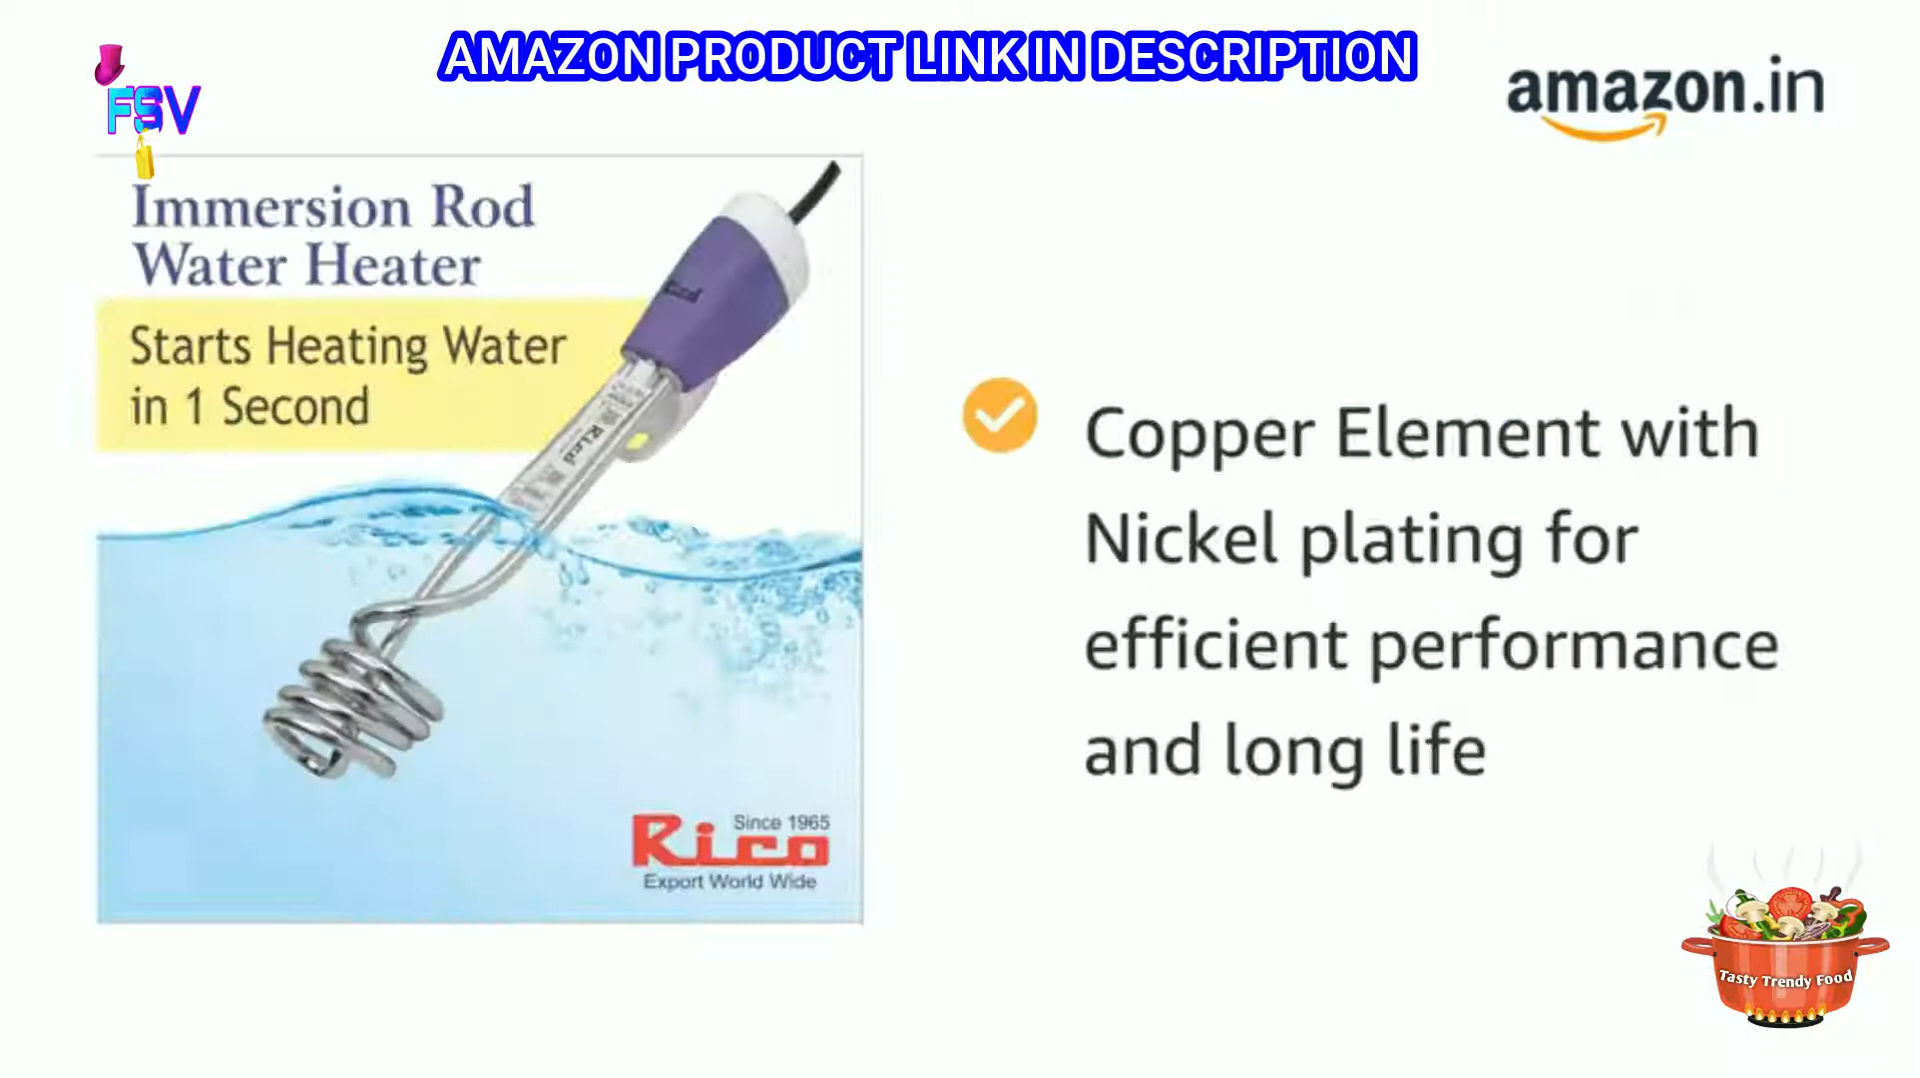 AMAZON PRODUCT LINK IN DESCRIPTION
FSV
amazon.in
Immersion Rod
Water Heater
Starts Heating Water
in 1 Second
Rico
Rico
Copper Element with
Nickel plating for
efficient performance
and long life
Since 1965
Rico
Export World Wide
Tasty Trendy Food